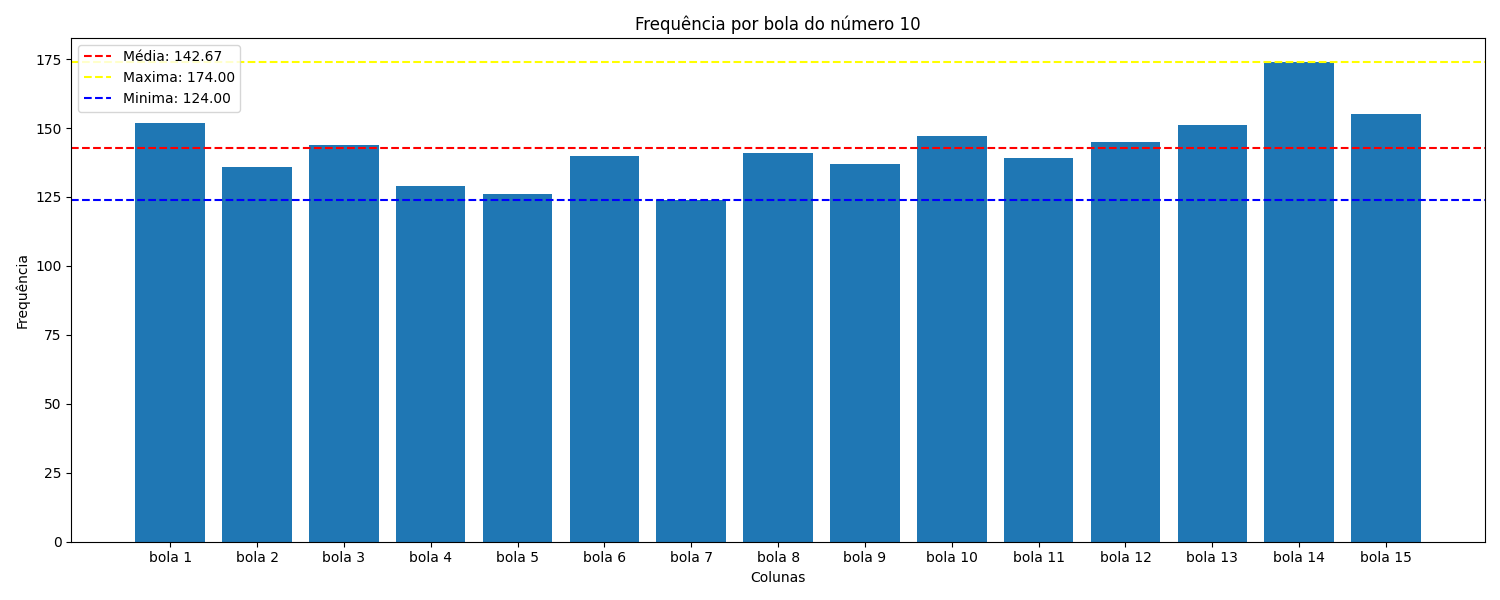 Frequência por bola do número 10
Média: 142.67
Maxima: 174.00
Minima: 124.00
175
150
125
100
75
50
25
0
Frequência
bola 1 bola 2 bola 3 bola 4 bola 5 bola 6 bola 7 bola 8 bola 9 bola 10 bola 11 bola 12 bola 13 bola 14 bola 15
Colunas